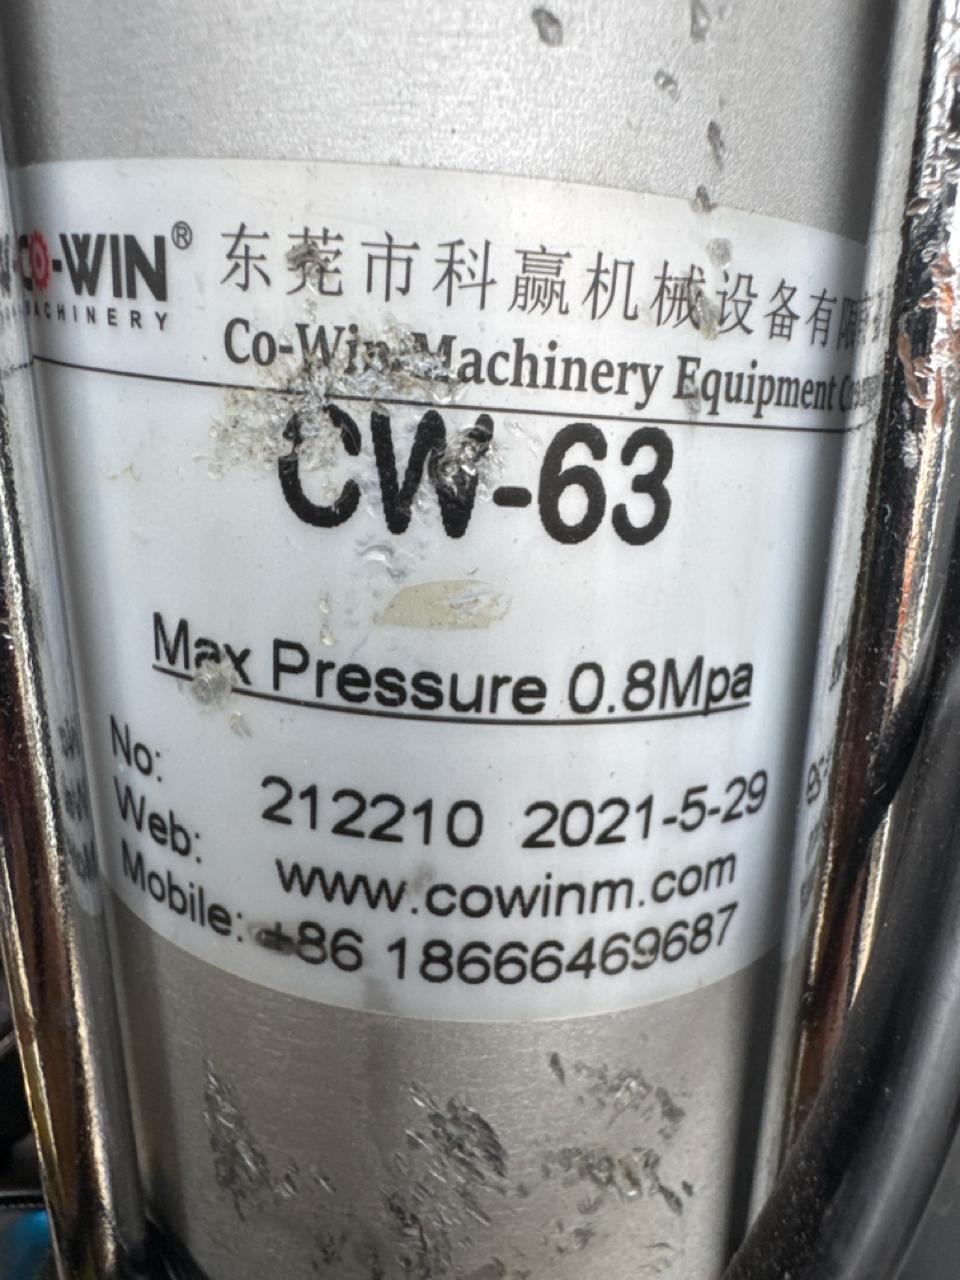 CO-WIN®
MACHINERY
东莞市科赢机械设备有限
Co-Win Machinery Equipment
CW-63
Max Pressure 0.8Mpa
No: 212210 2021-5-29
Web: www.cowinm.com
Mobile: +86 18666469687